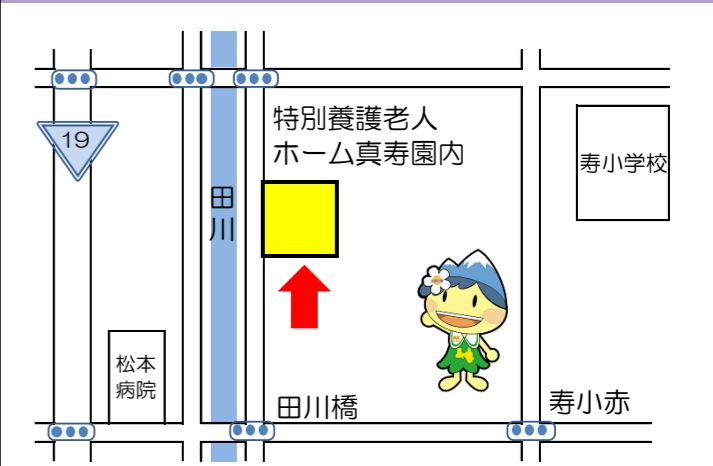 特別養護老人
ホーム真寿園内
19
寿小学校
田川
松本
病院
田川橋
寿小赤